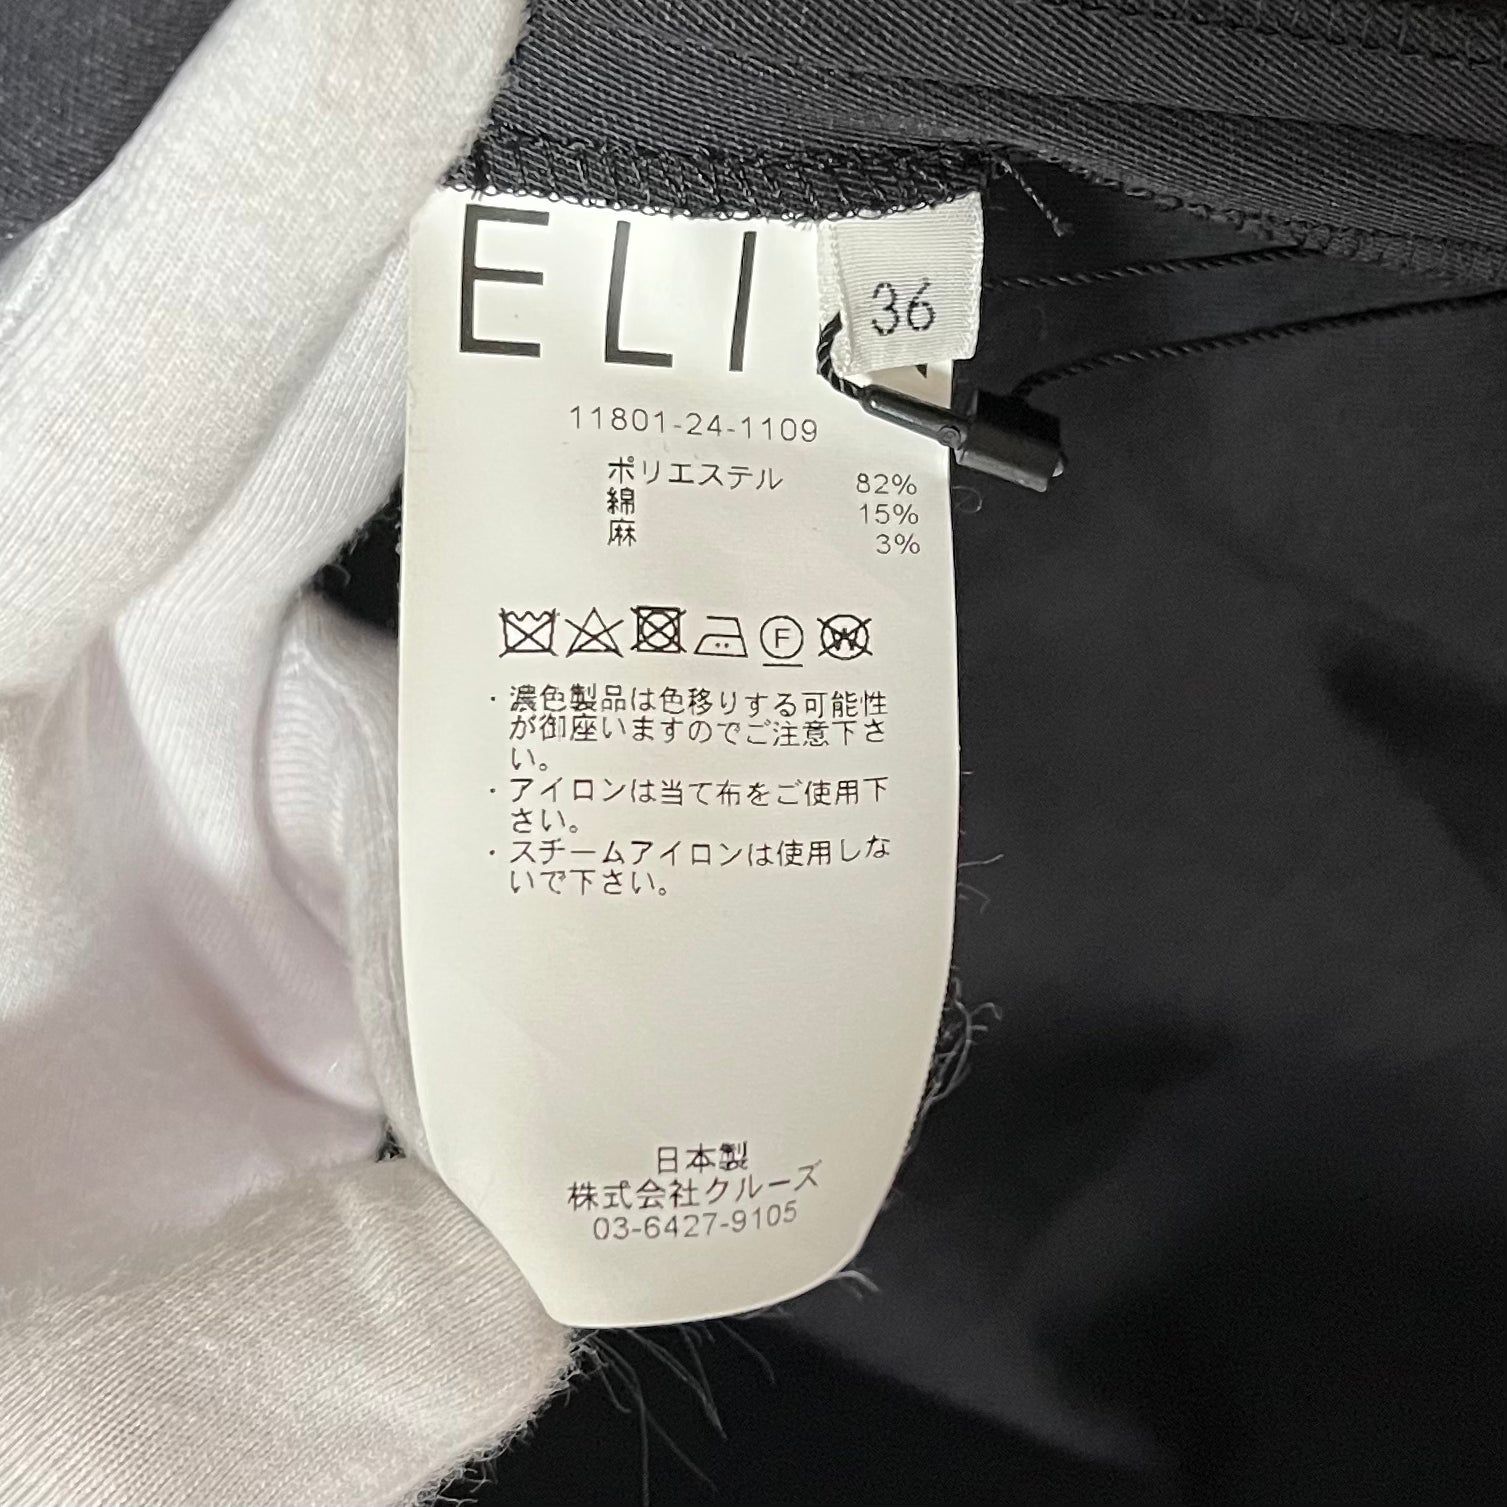 ELI
36
11801-24-1109
ポリエステル 82%
綿 15%
麻 3%
F
W
・濃色製品は色移りする可能性
が御座いますのでご注意下さ
い。
・アイロンは当て布をご使用下
さい。
・スチームアイロンは使用しな
いで下さい。
日本製
株式会社クルーズ
03-6427-9105